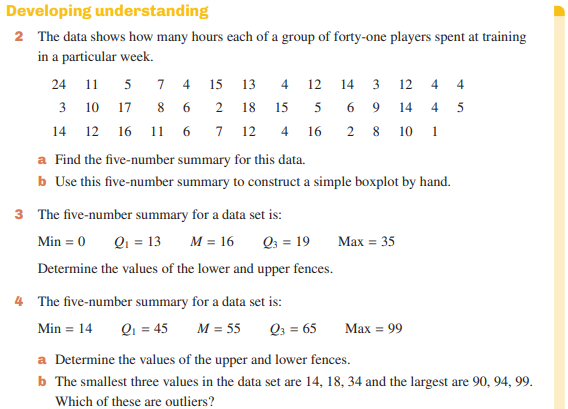 Developing understanding
2 The data shows how many hours each of a group of forty-one players spent at training
in a particular week.
24 11 5 7 4 15 13 4 12 14 3 12 4 4
3 10 17 8 6 2 18 15 5 6 9 14 4 5
14 12 16 11 6 7 12 4 16 2 8 10 1
a Find the five-number summary for this data.
b Use this five-number summary to construct a simple boxplot by hand.
3 The five-number summary for a data set is:
Min = 0 Q₁ = 13 M = 16 Q₃ = 19 Max = 35
Determine the values of the lower and upper fences.
4 The five-number summary for a data set is:
Min = 14 Q₁ = 45 M = 55 Q₃ = 65 Max = 99
a Determine the values of the upper and lower fences.
b The smallest three values in the data set are 14, 18, 34 and the largest are 90, 94, 99.
Which of these are outliers?